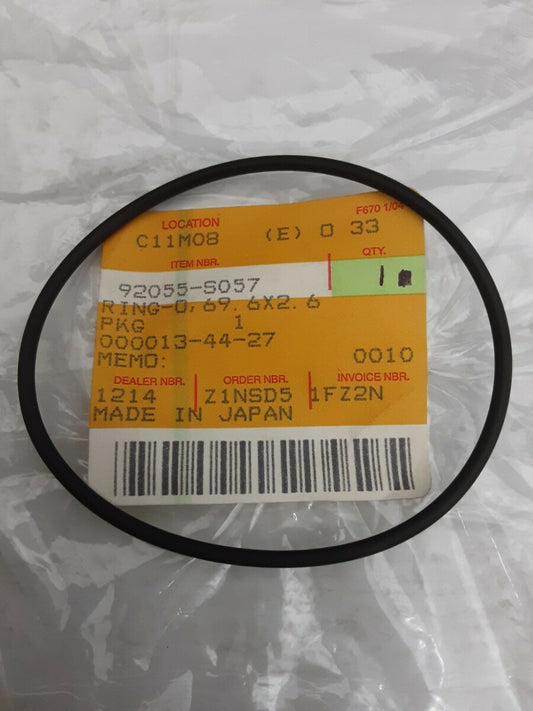 F670 1/04
LOCATION
C11M08 (E) 0 33
ITEM NBR. QTY.
92055-S057 1
RING-O,69.6X2.6
PKG 1
000013-44-27
MEMO: 0010
DEALER NBR. ORDER NBR. INVOICE NBR.
1214 Z1NSD5 1FZ2N
MADE IN JAPAN